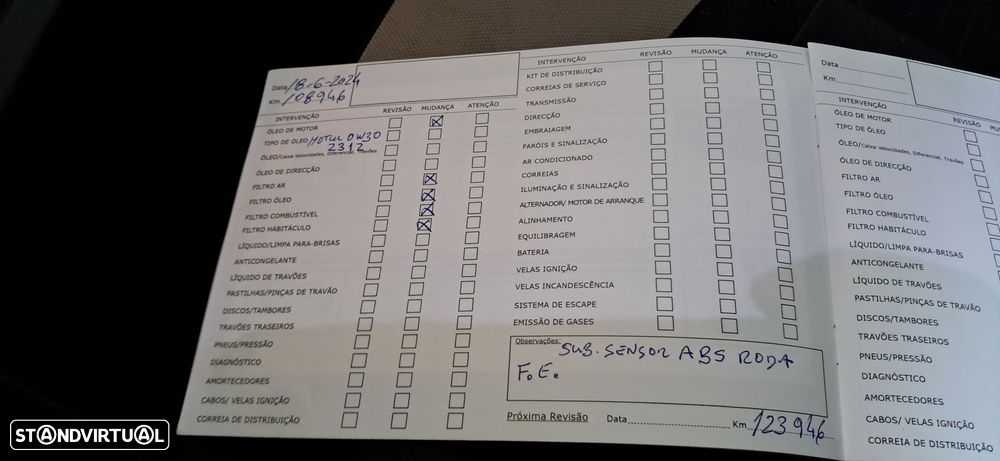 Data 18-6-2024
Km. 108946
INTERVENÇÃO REVISÃO MUDANÇA ATENÇÃO
ÓLEO DE MOTOR
TIPO DE ÓLEO MOTUL 0W30
2312
ÓLEO/Caixa Velocidades, Diferencial, Travões
ÓLEO DE DIRECÇÃO
FILTRO AR
FILTRO ÓLEO
FILTRO COMBUSTÍVEL
FILTRO HABITÁCULO
LÍQUIDO/LIMPA PARA-BRISAS
ANTICONGELANTE
LÍQUIDO DE TRAVÕES
PASTILHAS/PINÇAS DE TRAVÃO
DISCOS/TAMBORES
TRAVÕES TRASEIROS
PNEUS/PRESSÃO
DIAGNÓSTICO
AMORTECEDORES
CABOS/ VELAS IGNIÇÃO
CORREIA DE DISTRIBUIÇÃO
INTERVENÇÃO REVISÃO MUDANÇA ATENÇÃO
KIT DE DISTRIBUIÇÃO
CORREIAS DE SERVIÇO
TRANSMISSÃO
DIRECÇÃO
EMBRAIAGEM
FARÓIS E SINALIZAÇÃO
AR CONDICIONADO
CORREIAS
ILUMINAÇÃO E SINALIZAÇÃO
ALTERNADOR/ MOTOR DE ARRANQUE
ALINHAMENTO
EQUILIBRAGEM
BATERIA
VELAS IGNIÇÃO
VELAS INCANDESCÊNCIA
SISTEMA DE ESCAPE
EMISSÃO DE GASES
Observações:
SUB. SENSOR ABS RODA
F.E.
Próxima Revisão Data Km 123946
Data
Km
INTERVENÇÃO REVISÃO
ÓLEO DE MOTOR
TIPO DE ÓLEO
ÓLEO/Caixa Velocidades, Diferencial, Travões
ÓLEO DE DIRECÇÃO
FILTRO AR
FILTRO ÓLEO
FILTRO COMBUSTÍVEL
FILTRO HABITÁCULO
LÍQUIDO/LIMPA PARA-BRISAS
ANTICONGELANTE
LÍQUIDO DE TRAVÕES
PASTILHAS/PINÇAS DE TRAVÃO
DISCOS/TAMBORES
TRAVÕES TRASEIROS
PNEUS/PRESSÃO
DIAGNÓSTICO
AMORTECEDORES
CABOS/ VELAS IGNIÇÃO
CORREIA DE DISTRIBUIÇÃO
STANDVIRTUAL